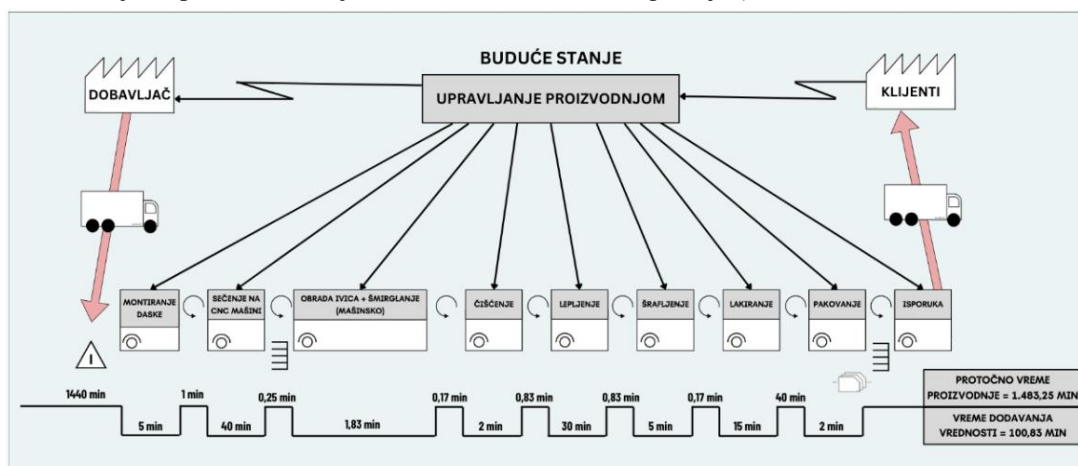 BUDUĆE STANJE
DOBAVLJAČ
UPRAVLJANJE PROIZVODNJOM
KLIJENTI
MONTIRANJE
DASKE
SEČENJE NA
CNC MAŠINI
OBRADA IVICA + ŠMIRGLANJE
(MAŠINSKO)
ČIŠĆENJE
LEPLJENJE
ŠRAFLJENJE
LAKIRANJE
PAKOVANJE
ISPORUKA
I
1440 min
1 min
0,25 min
0,17 min
0,83 min
0,83 min
0,17 min
40 min
5 min
40 min
1,83 min
2 min
30 min
5 min
15 min
2 min
PROTOČNO VREME
PROIZVODNJE = 1.483,25 MIN
VREME DODAVANJA
VREDNOSTI = 100,83 MIN